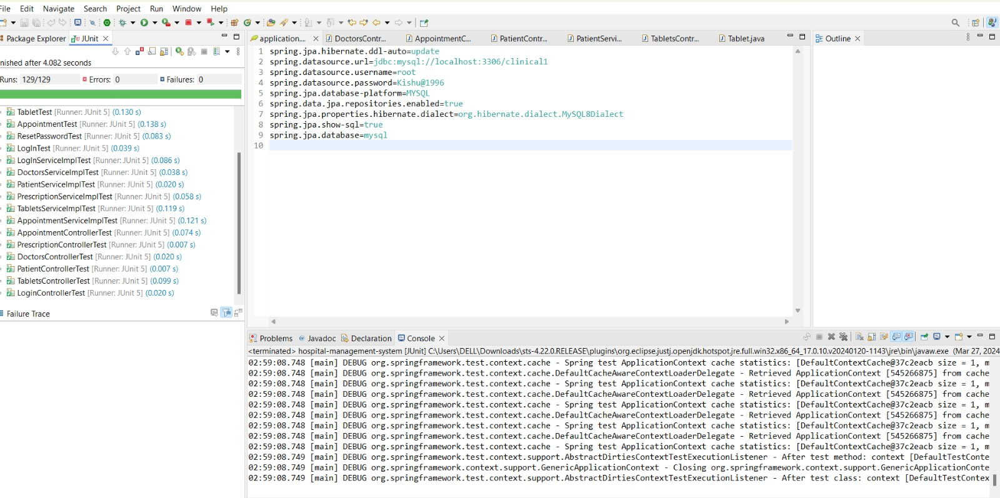 File Edit Navigate Search Project Run Window Help
Package Explorer JUnit
nished after 4.082 seconds
Runs: 129/129 Errors: 0 Failures: 0
TabletTest [Runner: JUnit 5] (0.130 s)
AppointmentTest [Runner: JUnit 5] (0.138 s)
ResetPasswordTest [Runner: JUnit 5] (0.083 s)
LogInTest [Runner: JUnit 5] (0.039 s)
LogInServiceImplTest [Runner: JUnit 5] (0.086 s)
DoctorsServiceImplTest [Runner: JUnit 5] (0.038 s)
PatientServiceImplTest [Runner: JUnit 5] (0.020 s)
PrescriptionServiceImplTest [Runner: JUnit 5] (0.058 s)
TabletsServiceImplTest [Runner: JUnit 5] (0.119 s)
AppointmentServiceImplTest [Runner: JUnit 5] (0.121 s)
AppointmentControllerTest [Runner: JUnit 5] (0.074 s)
PrescriptionControllerTest [Runner: JUnit 5] (0.007 s)
DoctorsControllerTest [Runner: JUnit 5] (0.020 s)
PatientControllerTest [Runner: JUnit 5] (0.007 s)
TabletsControllerTest [Runner: JUnit 5] (0.099 s)
LoginControllerTest [Runner: JUnit 5] (0.020 s)
Failure Trace
application.... DoctorsContr... AppointmentC... PatientContr... PatientServi... TabletsContr... Tablet.java
1 spring.jpa.hibernate.ddl-auto=update
2 spring.datasource.url=jdbc:mysql://localhost:3306/clinical1
3 spring.datasource.username=root
4 spring.datasource.password=Kishu@1996
5 spring.jpa.database-platform=MYSQL
6 spring.data.jpa.repositories.enabled=true
7 spring.jpa.properties.hibernate.dialect=org.hibernate.dialect.MySQL8Dialect
8 spring.jpa.show-sql=true
9 spring.jpa.database=mysql
10
Outline
Problems Javadoc Declaration Console
<terminated> hospital-management-system [JUnit] C:\Users\DELL\Downloads\sts-4.22.0.RELEASE\plugins\org.eclipse.justj.openjdk.hotspot.jre.full.win32.x86_64_17.0.10.v20240120-1143\jre\bin\javaw.exe (Mar 27, 2024
02:59:08.748 [main] DEBUG org.springframework.test.context.cache - Spring test ApplicationContext cache statistics: [DefaultContextCache@37c2eacb size = 1, m
02:59:08.748 [main] DEBUG org.springframework.test.context.cache.DefaultCacheAwareContextLoaderDelegate - Retrieved ApplicationContext [545266875] from cache
02:59:08.748 [main] DEBUG org.springframework.test.context.cache - Spring test ApplicationContext cache statistics: [DefaultContextCache@37c2eacb size = 1, m
02:59:08.748 [main] DEBUG org.springframework.test.context.cache.DefaultCacheAwareContextLoaderDelegate - Retrieved ApplicationContext [545266875] from cache
02:59:08.748 [main] DEBUG org.springframework.test.context.cache - Spring test ApplicationContext cache statistics: [DefaultContextCache@37c2eacb size = 1, m
02:59:08.748 [main] DEBUG org.springframework.test.context.cache.DefaultCacheAwareContextLoaderDelegate - Retrieved ApplicationContext [545266875] from cache
02:59:08.748 [main] DEBUG org.springframework.test.context.cache - Spring test ApplicationContext cache statistics: [DefaultContextCache@37c2eacb size = 1, m
02:59:08.748 [main] DEBUG org.springframework.test.context.cache.DefaultCacheAwareContextLoaderDelegate - Retrieved ApplicationContext [545266875] from cache
02:59:08.748 [main] DEBUG org.springframework.test.context.cache - Spring test ApplicationContext cache statistics: [DefaultContextCache@37c2eacb size = 1, m
02:59:08.749 [main] DEBUG org.springframework.test.context.support.AbstractDirtiesContextTestExecutionListener - After test method: context [DefaultTestConte
02:59:08.749 [main] DEBUG org.springframework.context.support.GenericApplicationContext - Closing org.springframework.context.support.GenericApplicationConte
02:59:08.749 [main] DEBUG org.springframework.test.context.support.AbstractDirtiesContextTestExecutionListener - After test class: context [DefaultTestContex